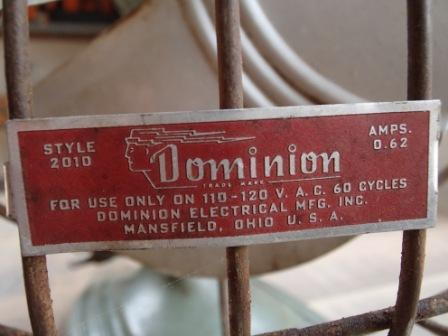 STYLE
2010
Dominion
TRADE MARK
AMPS.
0.62
FOR USE ONLY ON 110-120 V. A.C. 60 CYCLES
DOMINION ELECTRICAL MFG. INC.
MANSFIELD, OHIO U. S. A.